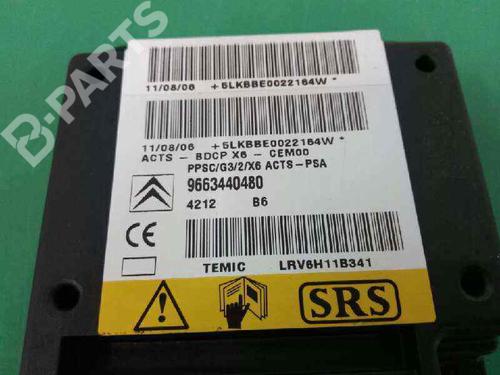 B-PARTS
11/08/06 +5LKBBE0022164W*
11/08/06 +5LKBBE0022164W*
ACTS - BDCP X6 - CEM00
PPSC/G3/2/X6 ACTS-PSA
9663440480
4212 B6
CE
TEMIC LRV6H11B341
SRS